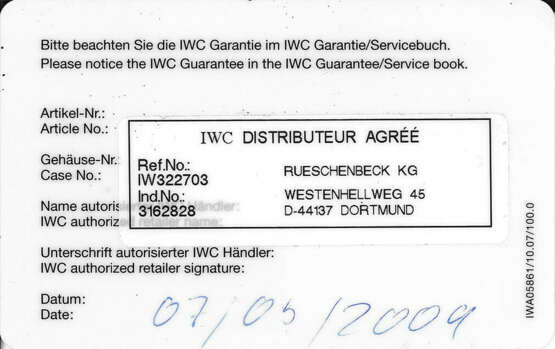 Bitte beachten Sie die IWC Garantie im IWC Garantie/Servicebuch.
Please notice the IWC Guarantee in the IWC Guarantee/Service book.
Artikel-Nr.:
Article No.:
IWC DISTRIBUTEUR AGRÉÉ
Gehäuse-Nr.:
Case No.:
Ref.No.:
IW322703
RUESCHENBECK KG
Ind.No.:
3162828
WESTENHELLWEG 45
D-44137 DORTMUND
Name autorisierter IWC Händler:
IWC authorized retailer name:
Unterschrift autorisierter IWC Händler:
IWC authorized retailer signature:
Datum:
Date:
07/05/2009
IWA05861/10.07/100.0